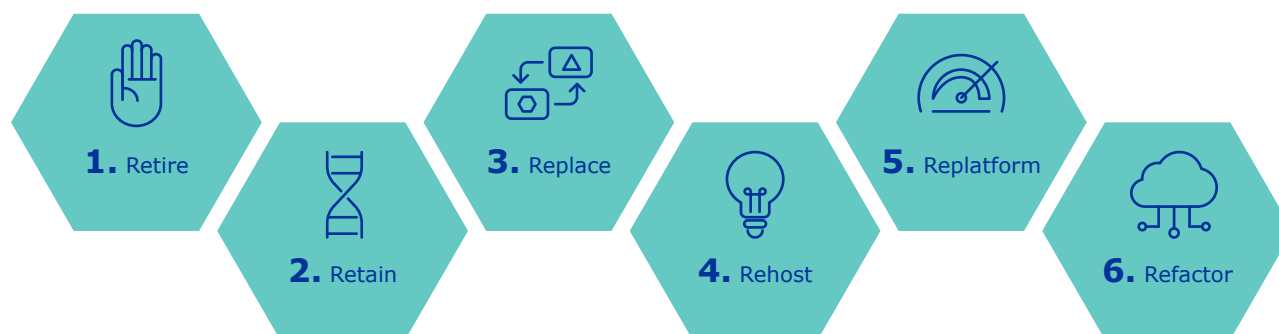 1. Retire
2. Retain
3. Replace
4. Rehost
5. Replatform
6. Refactor